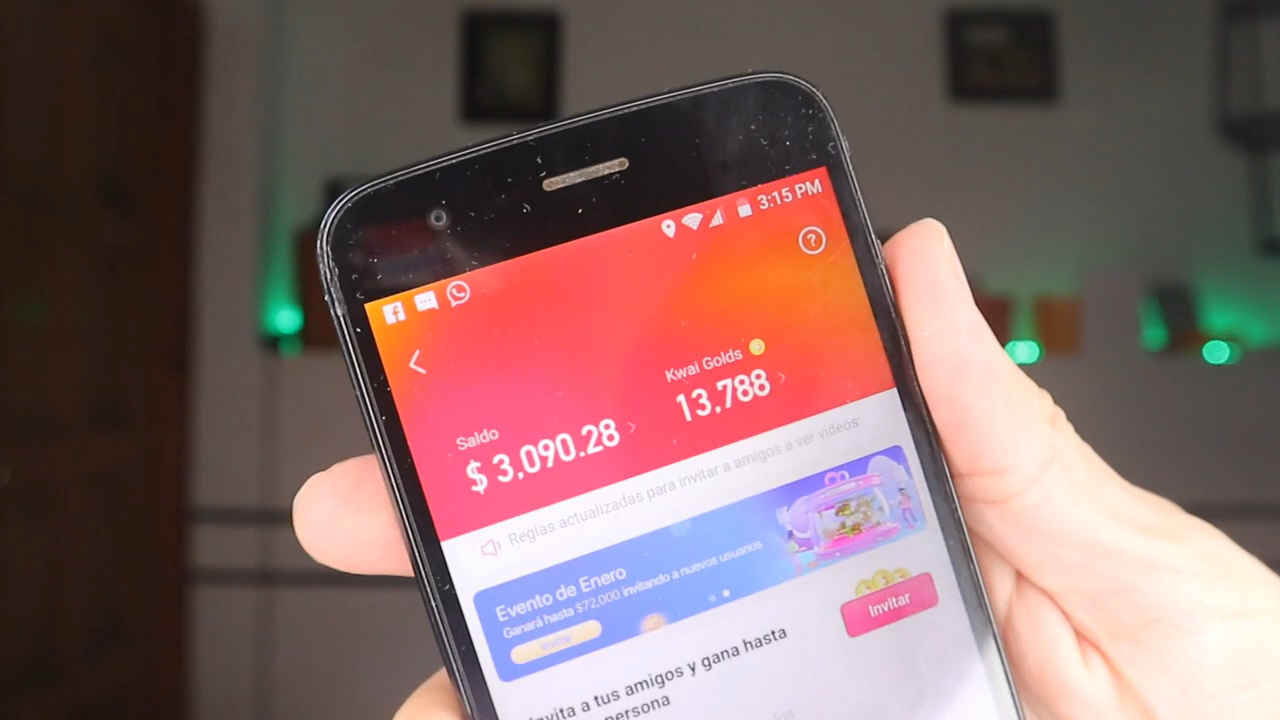 3:15 PM
?
Saldo
$ 3,090.28
Kwai Golds
13,788
Reglas actualizadas para invitar a amigos a ver videos
Evento de Enero
Ganará hasta $72,000 invitando a nuevos usuarios
Invitar
Invitar
Invita a tus amigos y gana hasta
persona